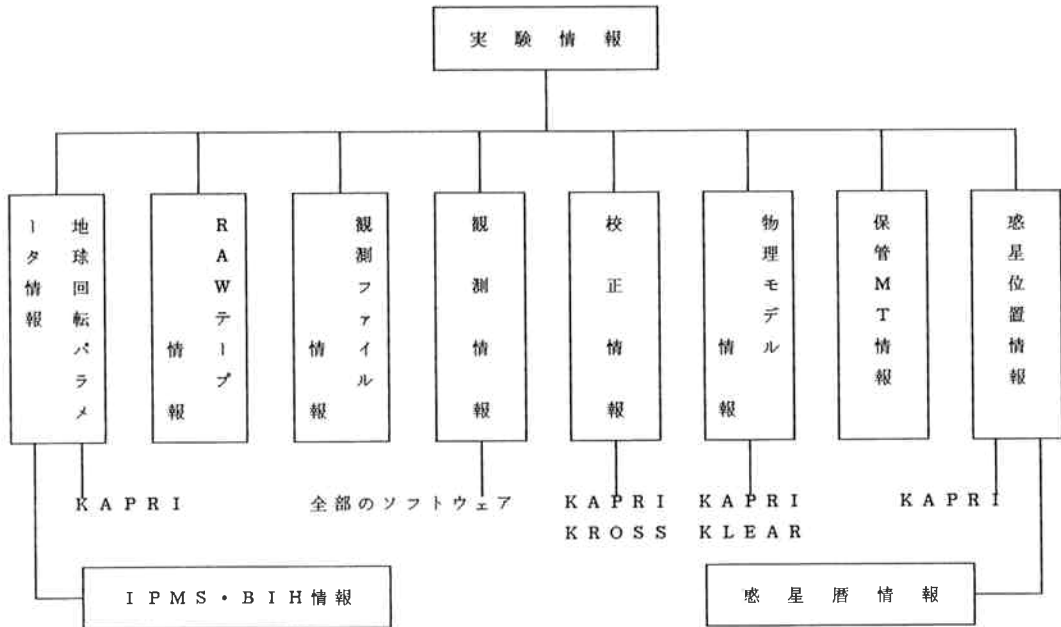 実験情報
地球回転パラメ
ータ情報
RAWテープ
情報
観測ファイル
情報
観測情報
校正情報
物理モデル
情報
保管MT情報
惑星位置情報
KAPRI
全部のソフトウェア
KAPRI
KROSS
KAPRI
KLEAR
KAPRI
IPMS・BIH情報
惑星暦情報